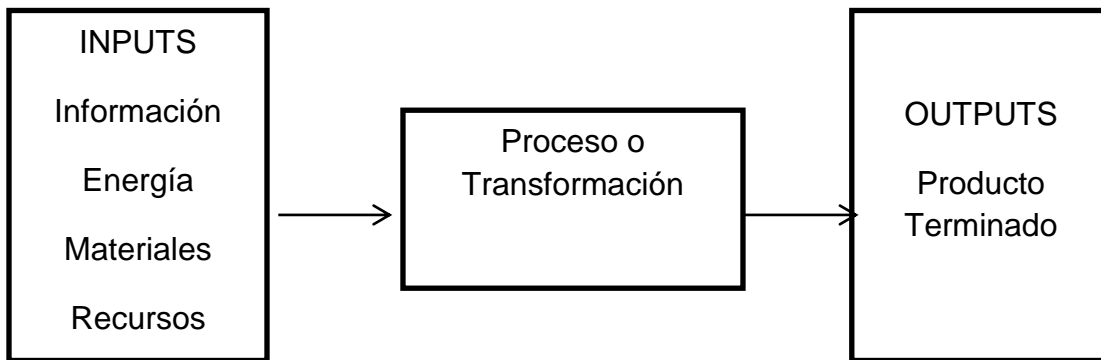 INPUTS
Información
Energía
Materiales
Recursos
Proceso o
Transformación
OUTPUTS
Producto
Terminado